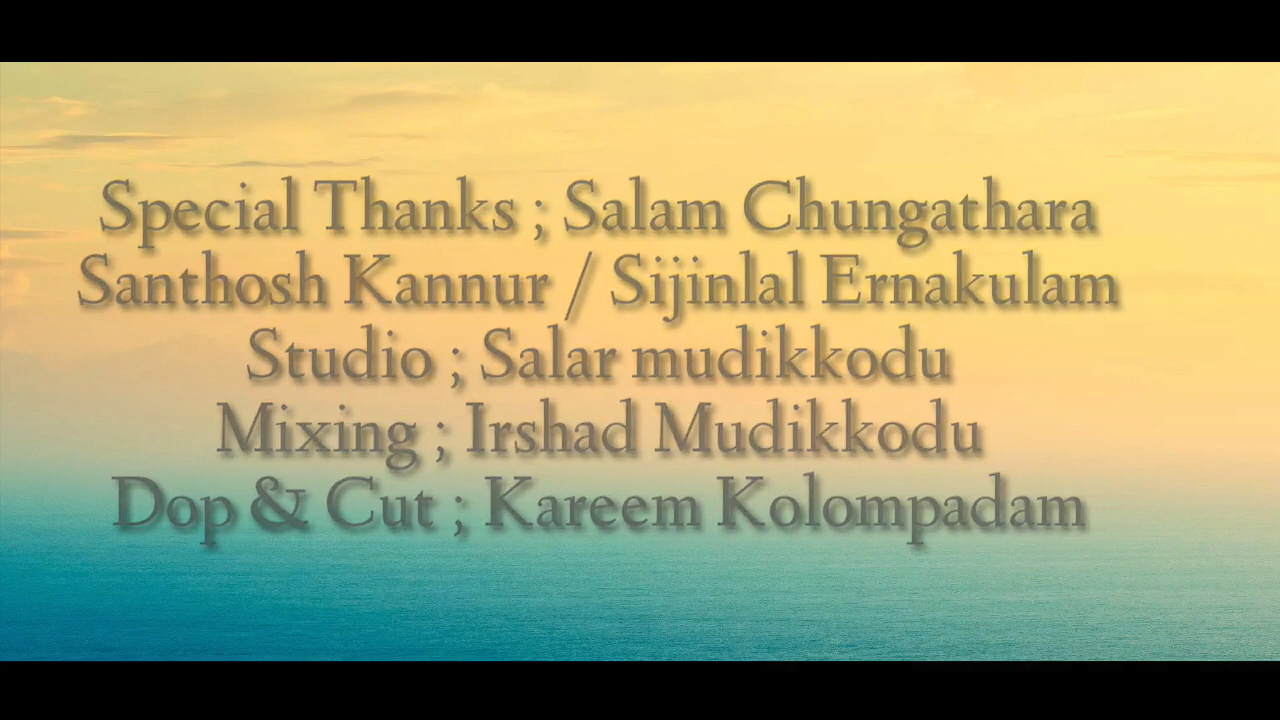 Special Thanks ; Salam Chungathara
Santhosh Kannur / Sijinlal Ernakulam
Studio ; Salar mudikkodu
Mixing ; Irshad Mudikkodu
Dop & Cut ; Kareem Kolompadam